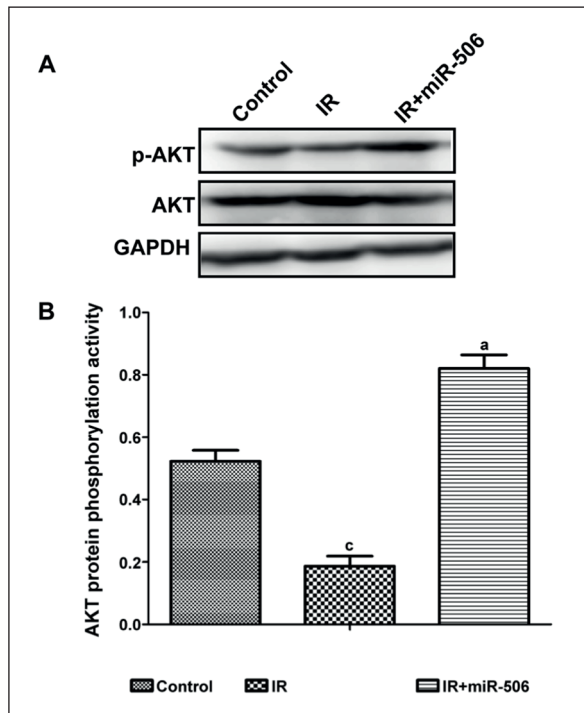 A
Control IR IR+miR-506
p-AKT
AKT
GAPDH
B
AKT protein phosphorylation activity
1.0
0.8
0.6
0.4
0.2
0.0
c
a
Control IR IR+miR-506